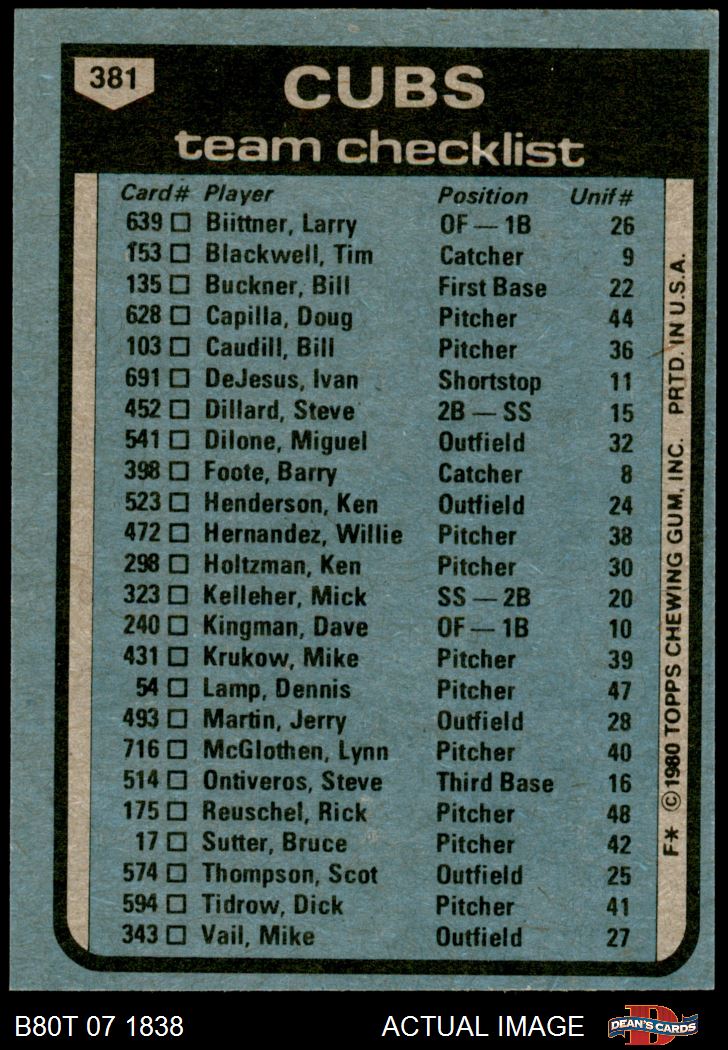 381
CUBS
team checklist
Card# Player Position Unif#
639 □ Biittner, Larry OF — 1B 26
153 □ Blackwell, Tim Catcher 9
135 □ Buckner, Bill First Base 22
628 □ Capilla, Doug Pitcher 44
103 □ Caudill, Bill Pitcher 36
691 □ DeJesus, Ivan Shortstop 11
452 □ Dillard, Steve 2B — SS 15
541 □ Dilone, Miguel Outfield 32
398 □ Foote, Barry Catcher 8
523 □ Henderson, Ken Outfield 24
472 □ Hernandez, Willie Pitcher 38
298 □ Holtzman, Ken Pitcher 30
323 □ Kelleher, Mick SS — 2B 20
240 □ Kingman, Dave OF — 1B 10
431 □ Krukow, Mike Pitcher 39
54 □ Lamp, Dennis Pitcher 47
493 □ Martin, Jerry Outfield 28
716 □ McGlothen, Lynn Pitcher 40
514 □ Ontiveros, Steve Third Base 16
175 □ Reuschel, Rick Pitcher 48
17 □ Sutter, Bruce Pitcher 42
574 □ Thompson, Scot Outfield 25
594 □ Tidrow, Dick Pitcher 41
343 □ Vail, Mike Outfield 27
F* © 1980 TOPPS CHEWING GUM, INC. PRTD. IN U.S.A.
B80T 07 1838 ACTUAL IMAGE
D
DEAN'S CARDS